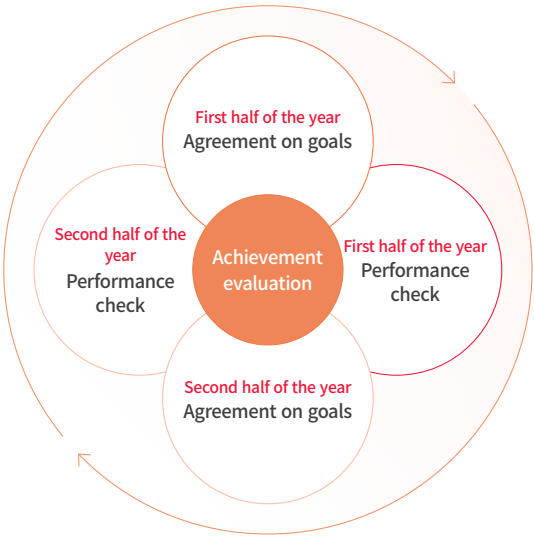 First half of the year
Agreement on goals
Second half of the
year
Performance
check
Achievement
evaluation
First half of the year
Performance
check
Second half of the year
Agreement on goals